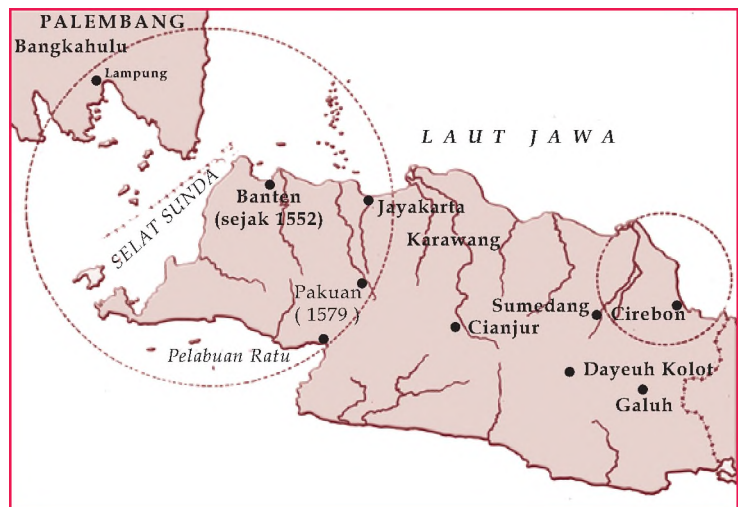 PALEMBANG
Bangkahulu
Lampung
LAUT JAWA
SELAT SUNDA
Banten
(sejak 1552)
Jayakarta
Karawang
Pakuan
( 1579 )
Sumedang
Cirebon
Cianjur
Pelabuan Ratu
Dayeuh Kolot
Galuh